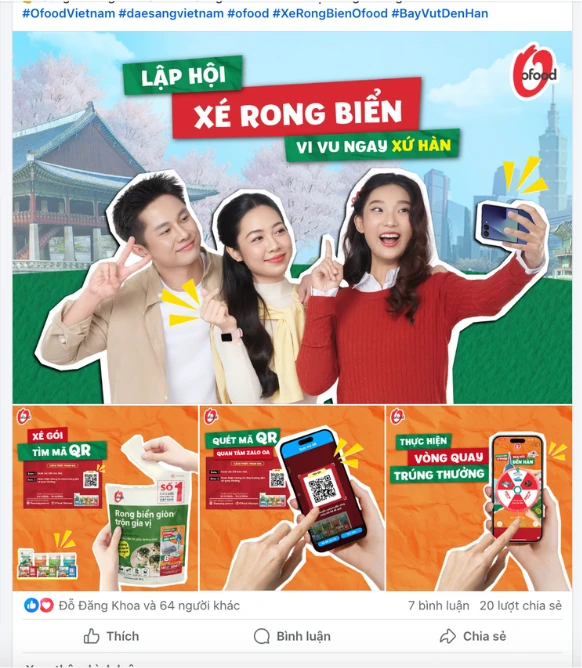 #OfoodVietnam #daesangvietnam #ofood #XeRongBienOfood #BayVutDenHan
LẬP HỘI
ofood
XÉ RONG BIỂN
VI VU NGAY XỨ HÀN
XÉ GÓI
TÌM MÃ QR
SỐ 1
Rong biển giòn
trộn gia vị
QUÉT MÃ QR
QUAN TÂM ZALO OA
THỰC HIỆN
VÒNG QUAY
TRÚNG THƯỞNG
Đỗ Đăng Khoa và 64 người khác
7 bình luận 20 lượt chia sẻ
Thích
Bình luận
Chia sẻ